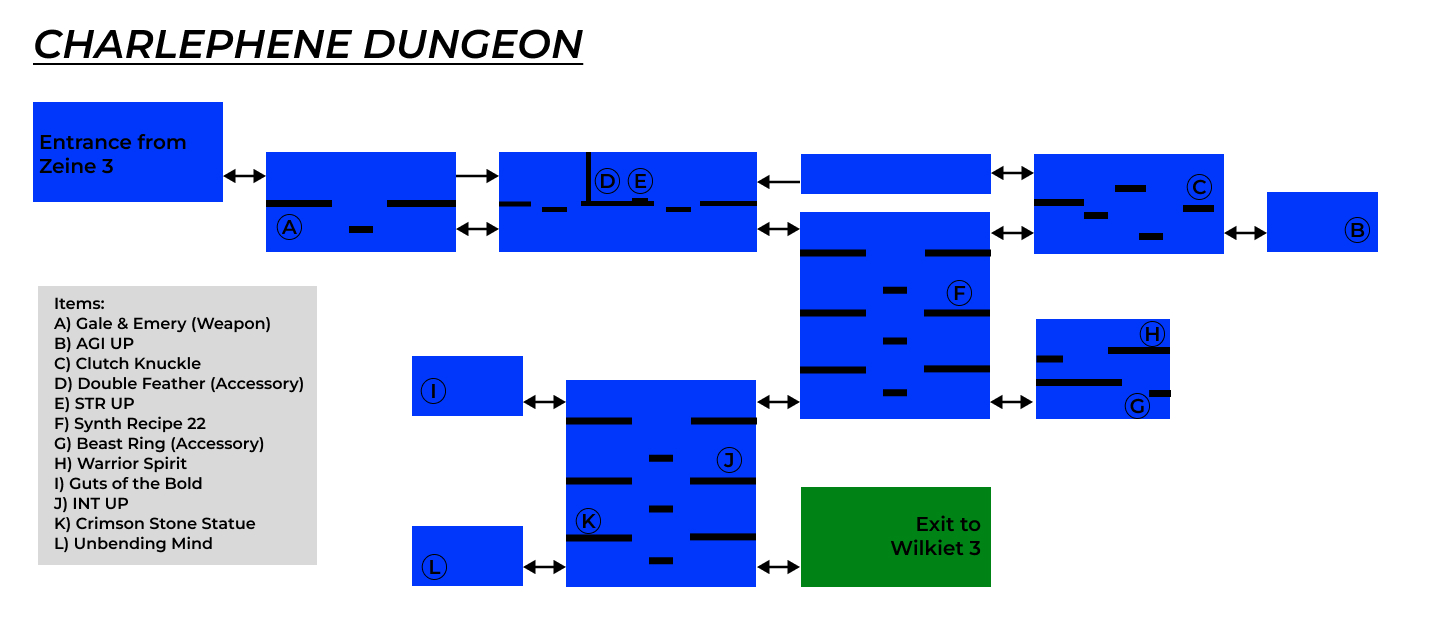 CHARLEPHENE DUNGEON
Entrance from
Zeine 3
A
D
E
C
B
F
H
G
I
J
K
L
Items:
A) Gale & Emery (Weapon)
B) AGI UP
C) Clutch Knuckle
D) Double Feather (Accessory)
E) STR UP
F) Synth Recipe 22
G) Beast Ring (Accessory)
H) Warrior Spirit
I) Guts of the Bold
J) INT UP
K) Crimson Stone Statue
L) Unbending Mind
Exit to
Wilkiet 3